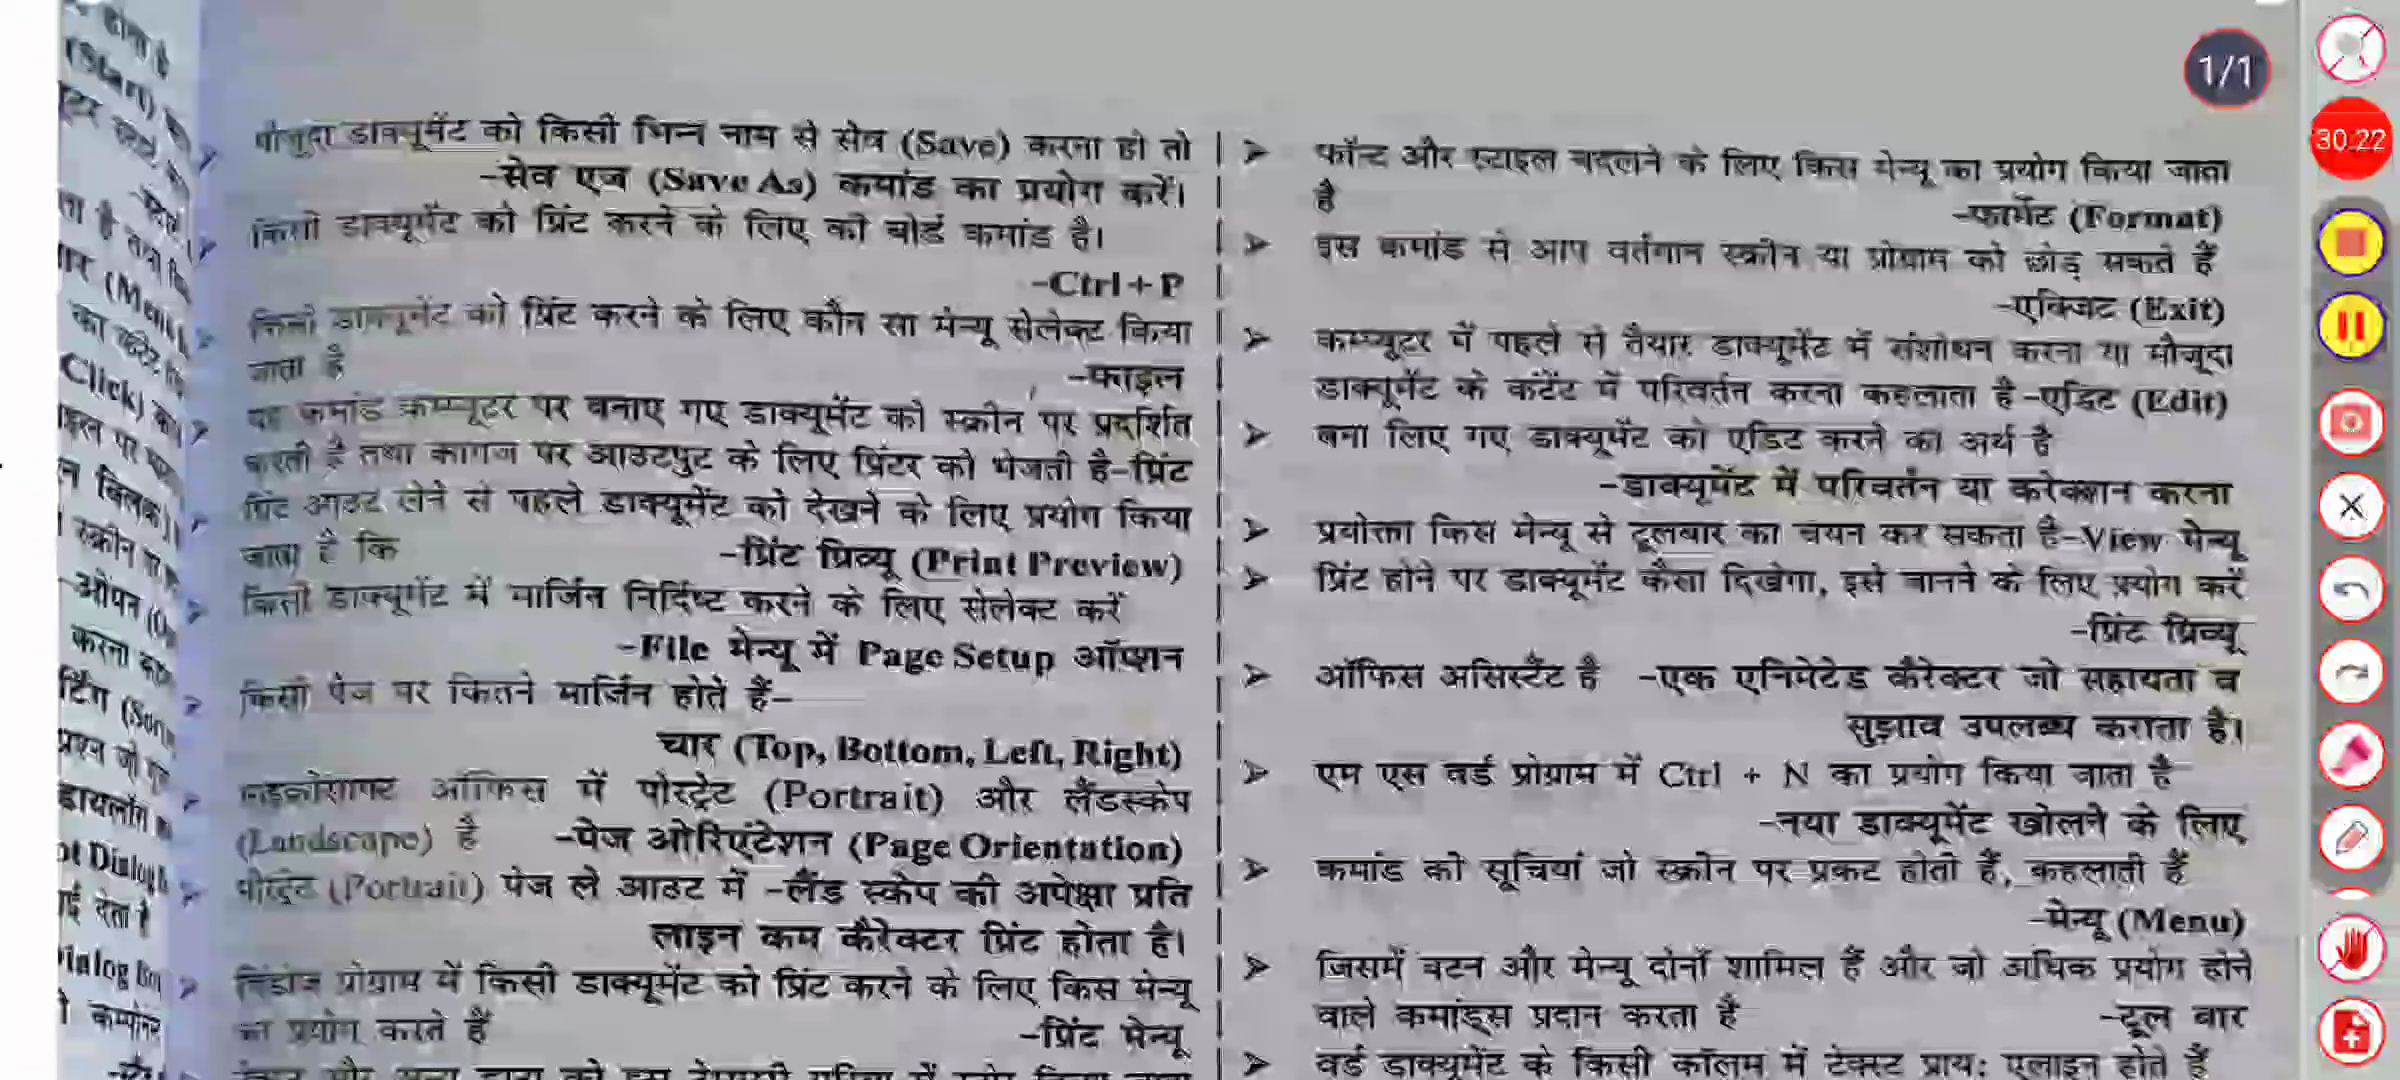 1/1
30:22
मौजूदा डाक्यूमेंट को किसी भिन्न नाम से सेव (Save) करना हो तो
-सेव एज (Save As) कमांड का प्रयोग करें।
किसी डाक्यूमेंट को प्रिंट करने के लिए की बोर्ड कमांड है।
-Ctrl+P
किसी डाक्यूमेंट को प्रिंट करने के लिए कौन सा मेन्यू सेलेक्ट किया
जाता है -फाइल
यह कमांड कम्प्यूटर पर बनाए गए डाक्यूमेंट को स्क्रीन पर प्रदर्शित
करती है तथा कागज पर आउटपुट के लिए प्रिंटर को भेजती है-प्रिंट
प्रिंट आउट लेने से पहले डाक्यूमेंट को देखने के लिए प्रयोग किया
जाता है कि -प्रिंट प्रिव्यू (Print Preview)
किसी डाक्यूमेंट में मार्जिन निर्दिष्ट करने के लिए सेलेक्ट करें
-File मेन्यू में Page Setup ऑप्शन
किसी पेज पर कितने मार्जिन होते हैं-
चार (Top, Bottom, Left, Right)
माइक्रोसाफ्ट ऑफिस में पोरट्रेट (Portrait) और लैंडस्केप
(Landscape) है -पेज ओरिएंटेशन (Page Orientation)
पोरट्रेट (Portrait) पेज ले आउट में -लैंड स्केप की अपेक्षा प्रति
लाइन कम कैरेक्टर प्रिंट होता है।
विंडोज प्रोग्राम में किसी डाक्यूमेंट को प्रिंट करने के लिए किस मेन्यू
का प्रयोग करते हैं -प्रिंट मेन्यू
फॉन्ट और स्टाइल बदलने के लिए किस मेन्यू का प्रयोग किया जाता
है -फार्मेट (Format)
इस कमांड से आप वर्तमान स्क्रीन या प्रोग्राम को छोड़ सकते हैं
-एक्जिट (Exit)
कम्प्यूटर में पहले से तैयार डाक्यूमेंट में संशोधन करना या मौजूदा
डाक्यूमेंट के कंटेंट में परिवर्तन करना कहलाता है-एडिट (Edit)
बना लिए गए डाक्यूमेंट को एडिट करने का अर्थ है
-डाक्यूमेंट में परिवर्तन या करेक्शन करना
प्रयोक्ता किस मेन्यू से टूलबार का चयन कर सकता है-View मेन्यू
प्रिंट होने पर डाक्यूमेंट कैसा दिखेगा, इसे जानने के लिए प्रयोग करें
-प्रिंट प्रिव्यू
ऑफिस असिस्टैंट है -एक एनिमेटेड कैरेक्टर जो सहायता व
सुझाव उपलब्ध कराता है।
एम एस वर्ड प्रोग्राम में Ctrl + N का प्रयोग किया जाता है
-नया डाक्यूमेंट खोलने के लिए
कमांड की सूचियां जो स्क्रीन पर प्रकट होती हैं, कहलाती हैं
-मेन्यू (Menu)
जिसमें बटन और मेन्यू दोनों शामिल हैं और जो अधिक प्रयोग होने
वाले कमांड्स प्रदान करता है -टूल बार
वर्ड डाक्यूमेंट के किसी कॉलम में टेक्स्ट प्राय: एलाइन होते हैं